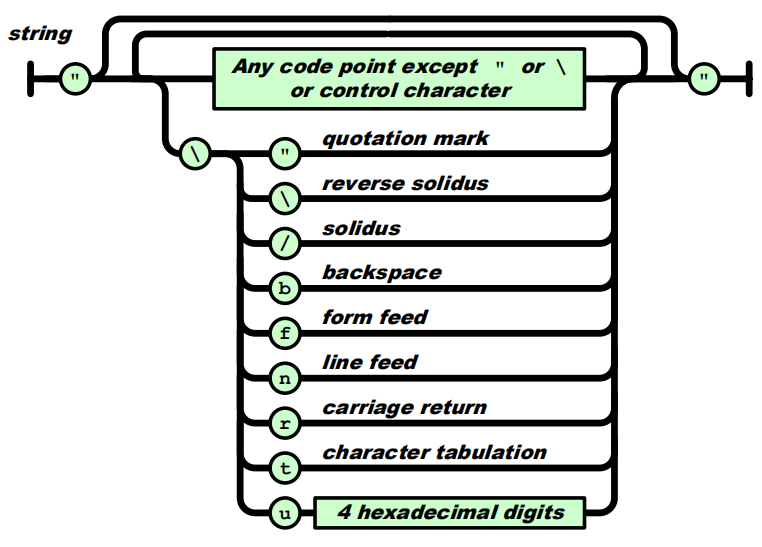 string
" Any code point except " or \ "
or control character
\ " quotation mark
\ reverse solidus
/ solidus
b backspace
f form feed
n line feed
r carriage return
t character tabulation
u 4 hexadecimal digits